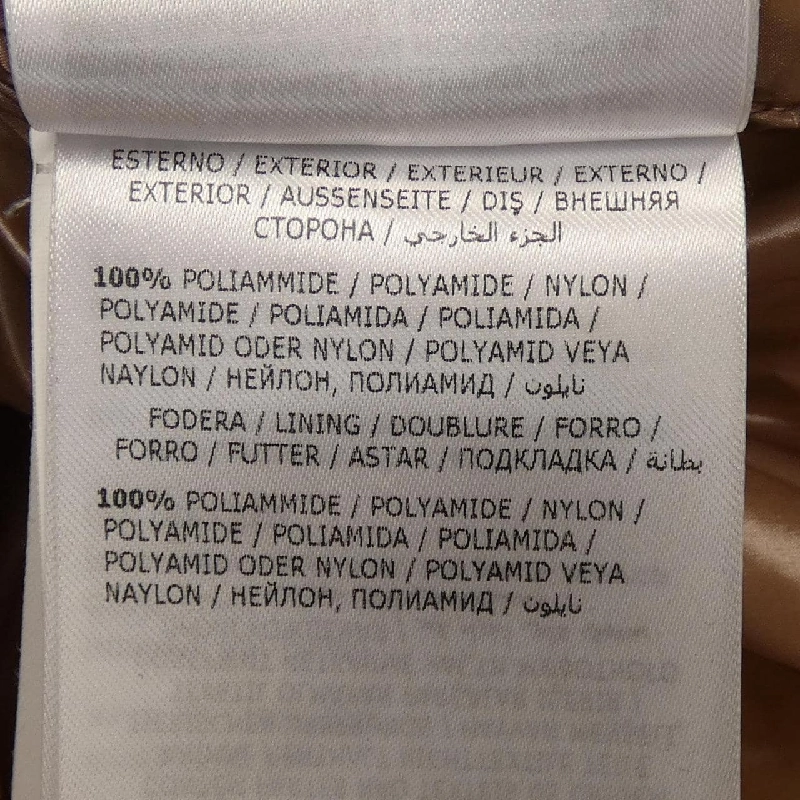 ESTERNO / EXTERIOR / EXTERIEUR / EXTERNO /
EXTERIOR / AUSSENSEITE / DIŞ / ВНЕШНЯЯ
СТОРОНА / الجزء الخارجي
100% POLIAMMIDE / POLYAMIDE / NYLON /
POLYAMIDE / POLIAMIDA / POLIAMIDA /
POLYAMID ODER NYLON / POLYAMID VEYA
NAYLON / НЕЙЛОН, ПОЛИАМИД / نايلون
FODERA / LINING / DOUBLURE / FORRO /
FORRO / FUTTER / ASTAR / ПОДКЛАДКА / بطانة
100% POLIAMMIDE / POLYAMIDE / NYLON /
POLYAMIDE / POLIAMIDA / POLIAMIDA /
POLYAMID ODER NYLON / POLYAMID VEYA
NAYLON / НЕЙЛОН, ПОЛИАМИД / نايلون